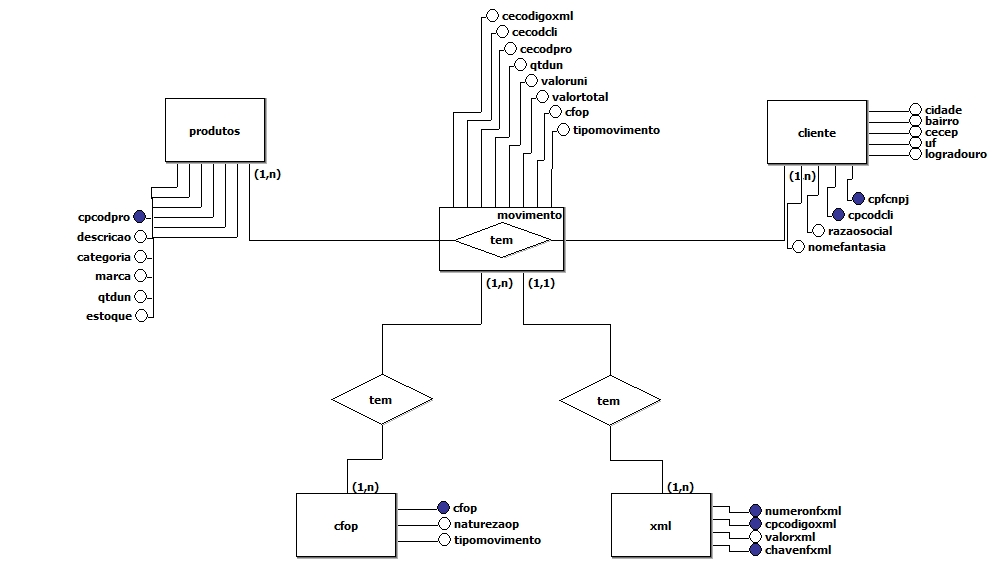 cecodigoxml
cecodcli
cecodpro
qtdun
valoruni
valortotal
cfop
tipomovimento
produtos
(1,n)
cpcodpro
descricao
categoria
marca
qtdun
estoque
movimento
tem
(1,n)
(1,1)
cliente
(1,n)
cidade
bairro
cecep
uf
logradouro
cpfcnpj
cpcodcli
razaosocial
nomefantasia
tem
tem
(1,n)
cfop
cfop
naturezaop
tipomovimento
(1,n)
xml
numeronfxml
cpcodigoxml
valorxml
chavenfxml